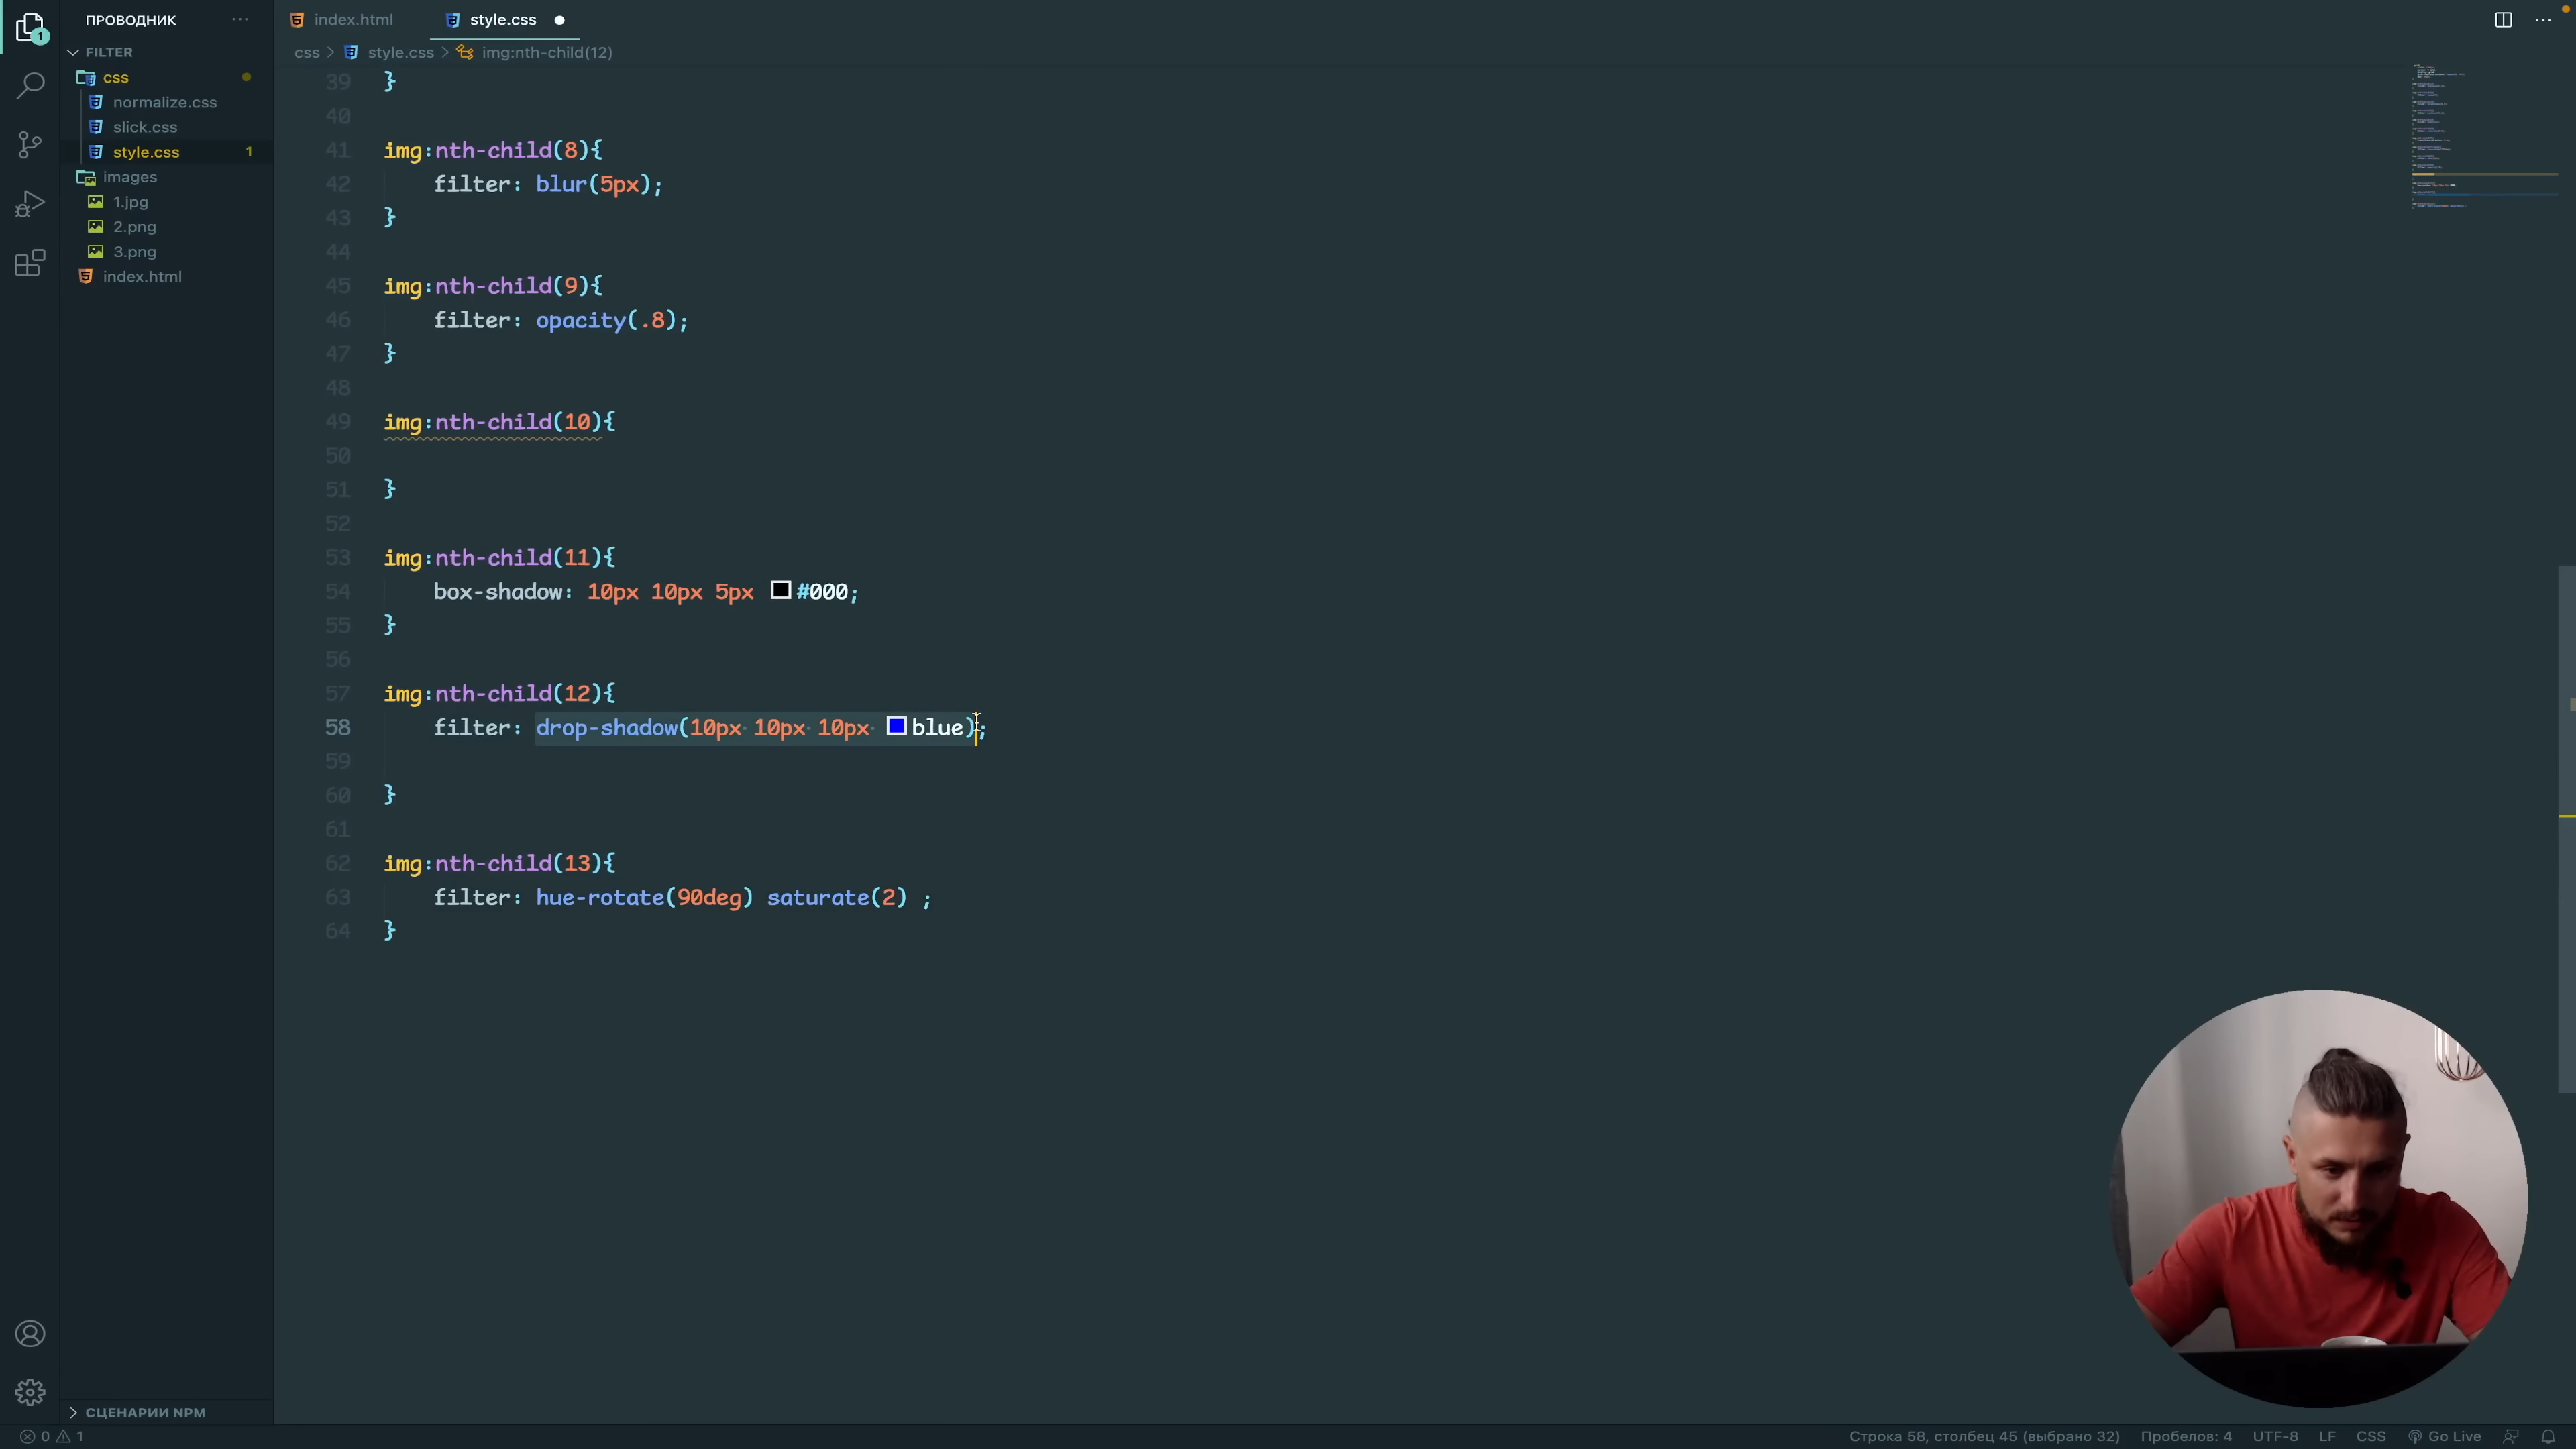 ПРОВОДНИК ···
FILTER
css
normalize.css
slick.css
style.css 1
images
1.jpg
2.png
3.png
index.html
СЦЕНАРИИ NPM
1
index.html style.css
css > style.css > img:nth-child(12)
39 }
40
41 img:nth-child(8){
42 filter: blur(5px);
43 }
44
45 img:nth-child(9){
46 filter: opacity(.8);
47 }
48
49 img:nth-child(10){
50
51 }
52
53 img:nth-child(11){
54 box-shadow: 10px 10px 5px #000;
55 }
56
57 img:nth-child(12){
58 filter: drop-shadow(10px 10px 10px blue);
59
60 }
61
62 img:nth-child(13){
63 filter: hue-rotate(90deg) saturate(2) ;
64 }
0 1 Строка 58, столбец 45 (выбрано 32) Пробелов: 4 UTF-8 LF CSS Go Live